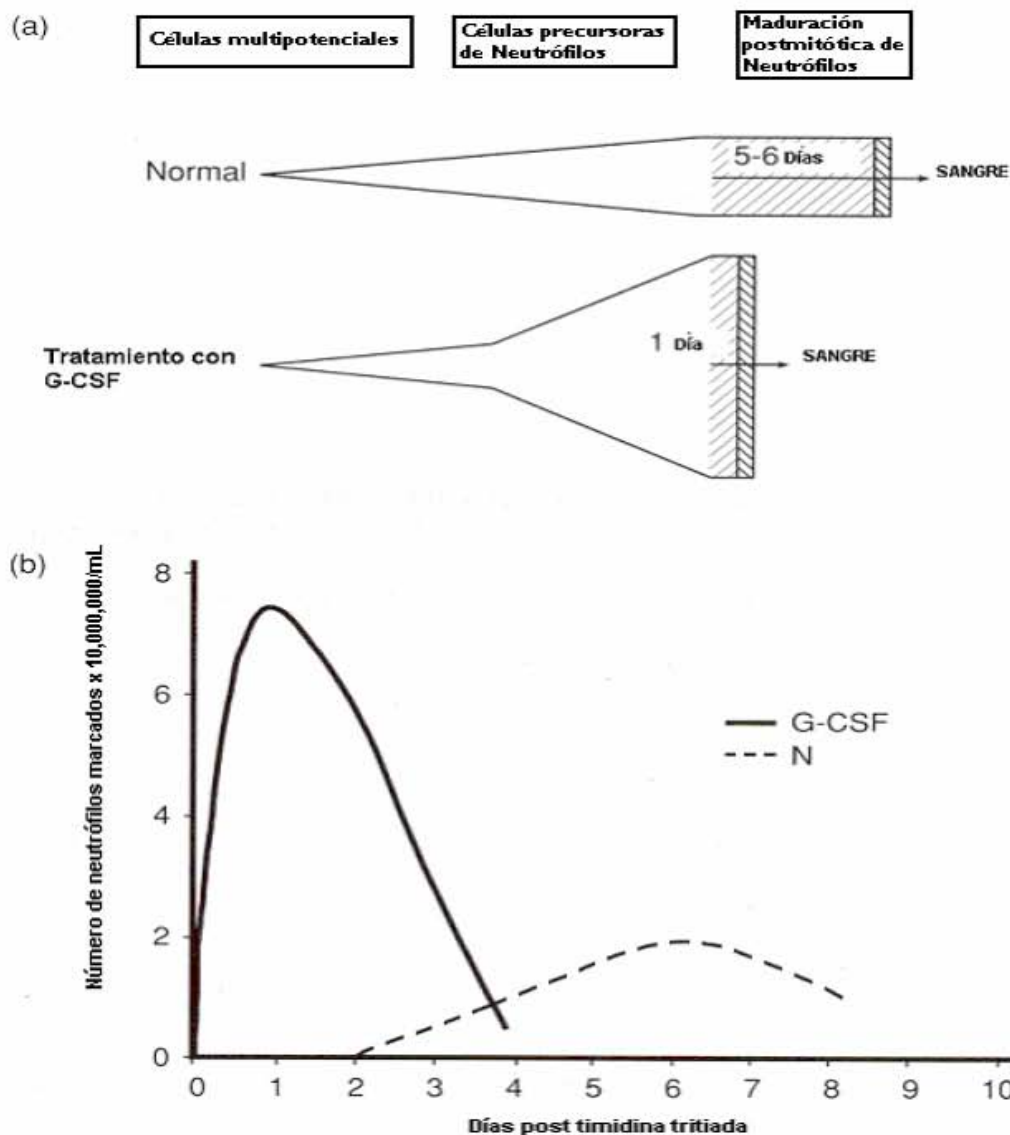 (a)
Células multipotenciales
Células precursoras
de Neutrófilos
Maduración
postmitótica de
Neutrófilos
Normal
5-6 Días
SANGRE
Tratamiento con
G-CSF
1 Día
SANGRE
(b)
Número de neutrófilos marcados x 10,000,000/mL
8
6
4
2
0
G-CSF
N
0 1 2 3 4 5 6 7 8 9 10
Días post timidina tritiada